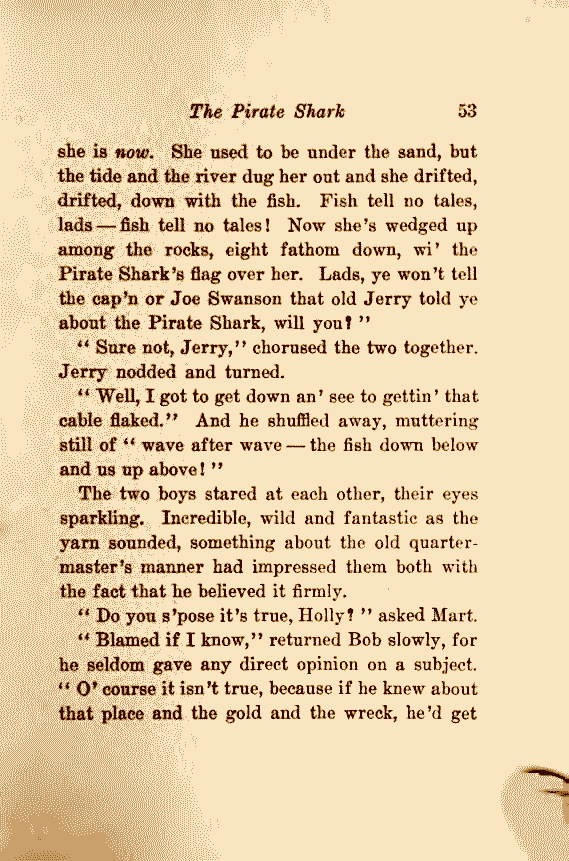 The Pirate Shark 53
she is now. She used to be under the sand, but
the tide and the river dug her out and she drifted,
drifted, down with the fish. Fish tell no tales,
lads — fish tell no tales! Now she's wedged up
among the rocks, eight fathom down, wi' the
Pirate Shark's flag over her. Lads, ye won't tell
the cap'n or Joe Swanson that old Jerry told ye
about the Pirate Shark, will you? "
" Sure not, Jerry," chorused the two together.
Jerry nodded and turned.
" Well, I got to get down an' see to gettin' that
cable flaked." And he shuffled away, muttering
still of " wave after wave — the fish down below
and us up above! "
The two boys stared at each other, their eyes
sparkling. Incredible, wild and fantastic as the
yarn sounded, something about the old quarter-
master's manner had impressed them both with
the fact that he believed it firmly.
" Do you s'pose it's true, Holly? " asked Mart.
" Blamed if I know," returned Bob slowly, for
he seldom gave any direct opinion on a subject.
" O' course it isn't true, because if he knew about
that place and the gold and the wreck, he'd get